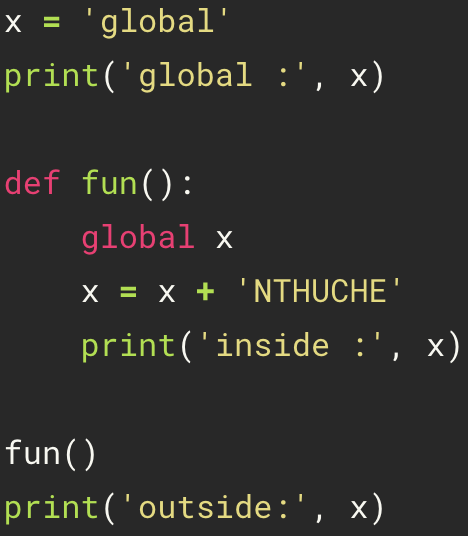 x = 'global'
print('global :', x)
def fun():
    global x
    x = x + 'NTHUCHE'
    print('inside :', x)
fun()
print('outside:', x)